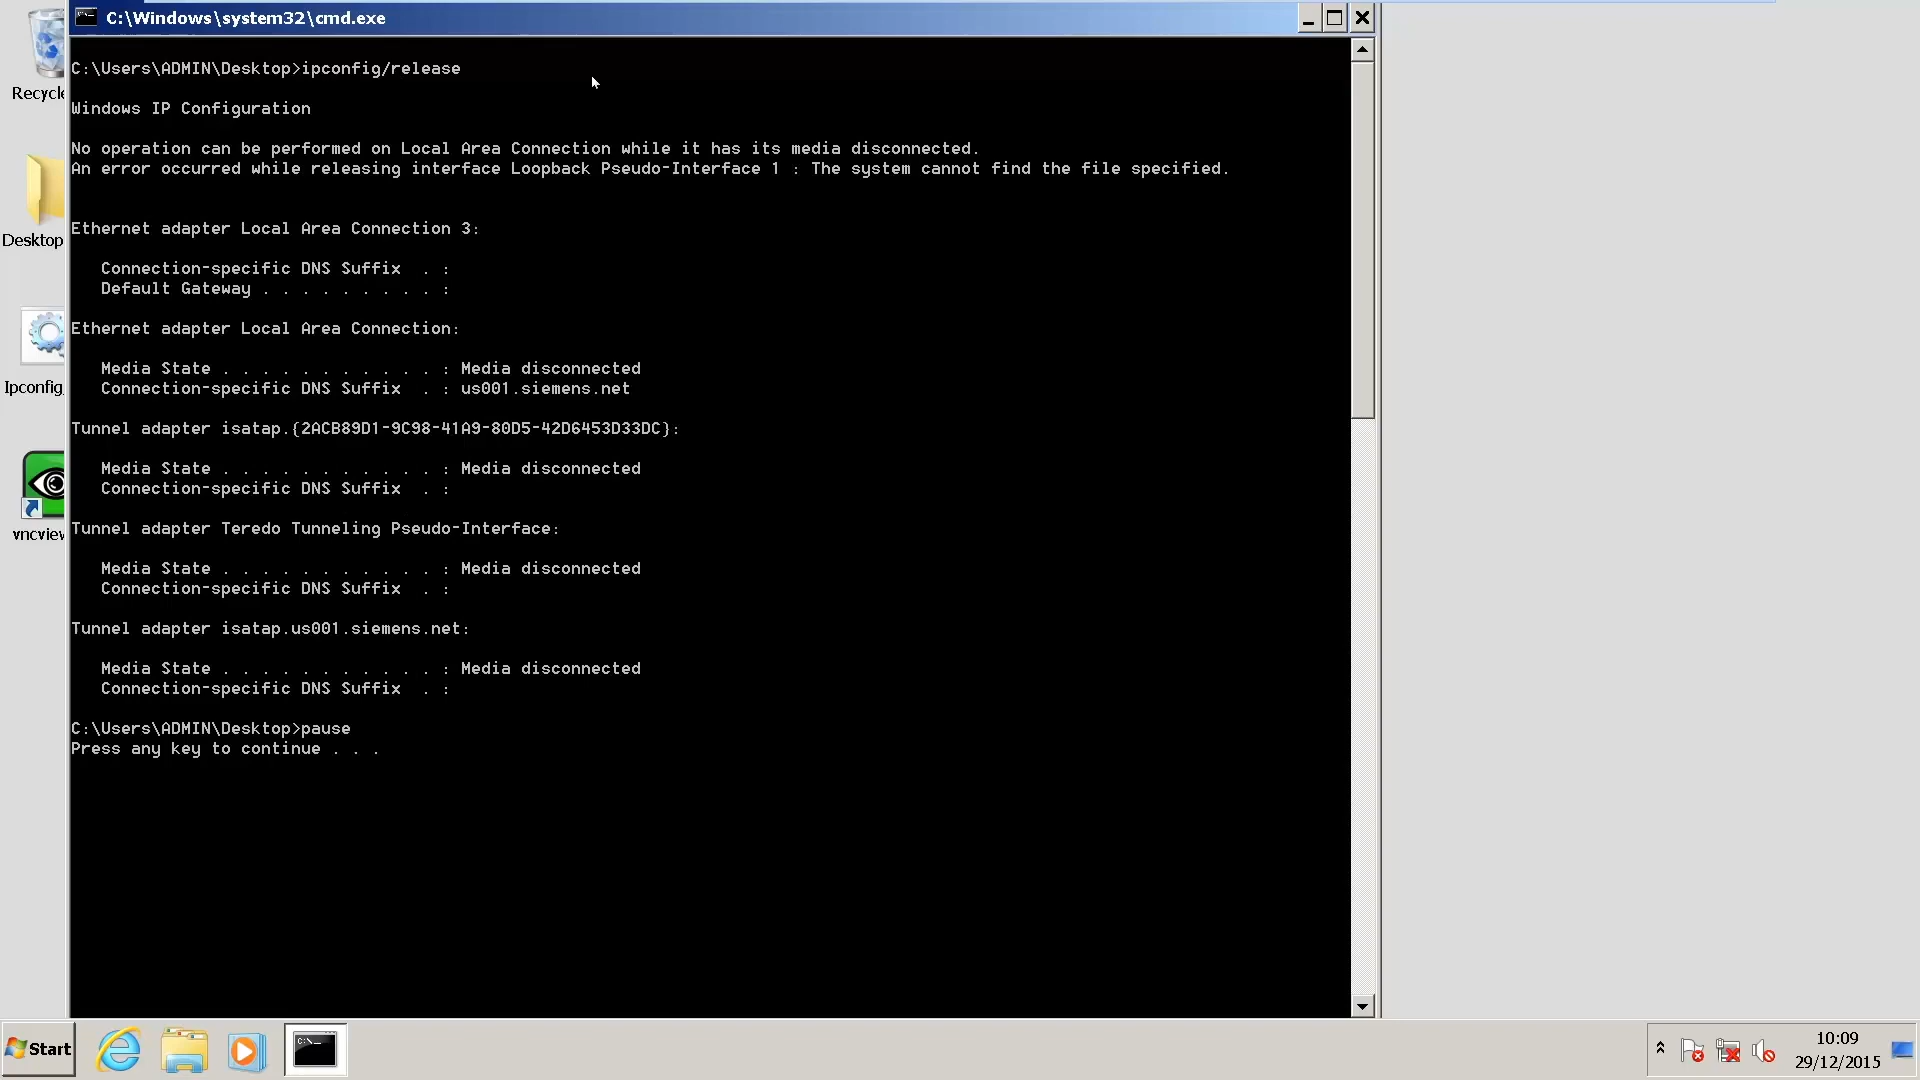 C:\Windows\system32\cmd.exe
C:\Users\ADMIN\Desktop>ipconfig/release
Windows IP Configuration
No operation can be performed on Local Area Connection while it has its media disconnected.
An error occurred while releasing interface Loopback Pseudo-Interface 1 : The system cannot find the file specified.
Ethernet adapter Local Area Connection 3:
Connection-specific DNS Suffix  . :
Default Gateway . . . . . . . . . :
Ethernet adapter Local Area Connection:
Media State . . . . . . . . . . . : Media disconnected
Connection-specific DNS Suffix  . : us001.siemens.net
Tunnel adapter isatap.{2ACB89D1-9C98-41A9-80D5-42D6453D33DC}:
Media State . . . . . . . . . . . : Media disconnected
Connection-specific DNS Suffix  . :
Tunnel adapter Teredo Tunneling Pseudo-Interface:
Media State . . . . . . . . . . . : Media disconnected
Connection-specific DNS Suffix  . :
Tunnel adapter isatap.us001.siemens.net:
Media State . . . . . . . . . . . : Media disconnected
Connection-specific DNS Suffix  . :
C:\Users\ADMIN\Desktop>pause
Press any key to continue . . .
Recycle
Desktop
Ipconfig
vncview
C:\_
Start
10:09
29/12/2015